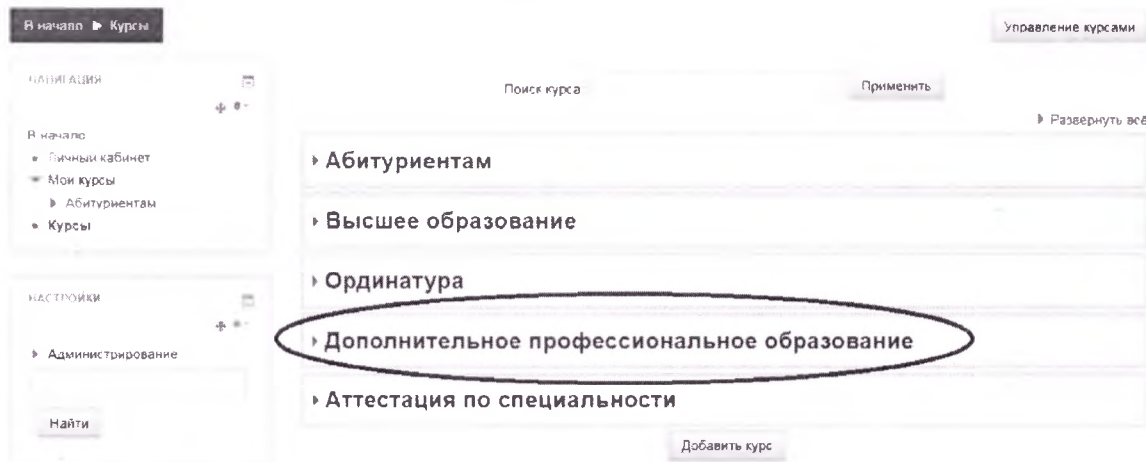 В начало ▶ Курсы
Управление курсами
НАВИГАЦИЯ
В начало
Личный кабинет
Мои курсы
Абитуриентам
Курсы
НАСТРОЙКИ
Администрирование
Найти
Поиск курса
Применить
Развернуть всё
Абитуриентам
Высшее образование
Ординатура
Дополнительное профессиональное образование
Аттестация по специальности
Добавить курс